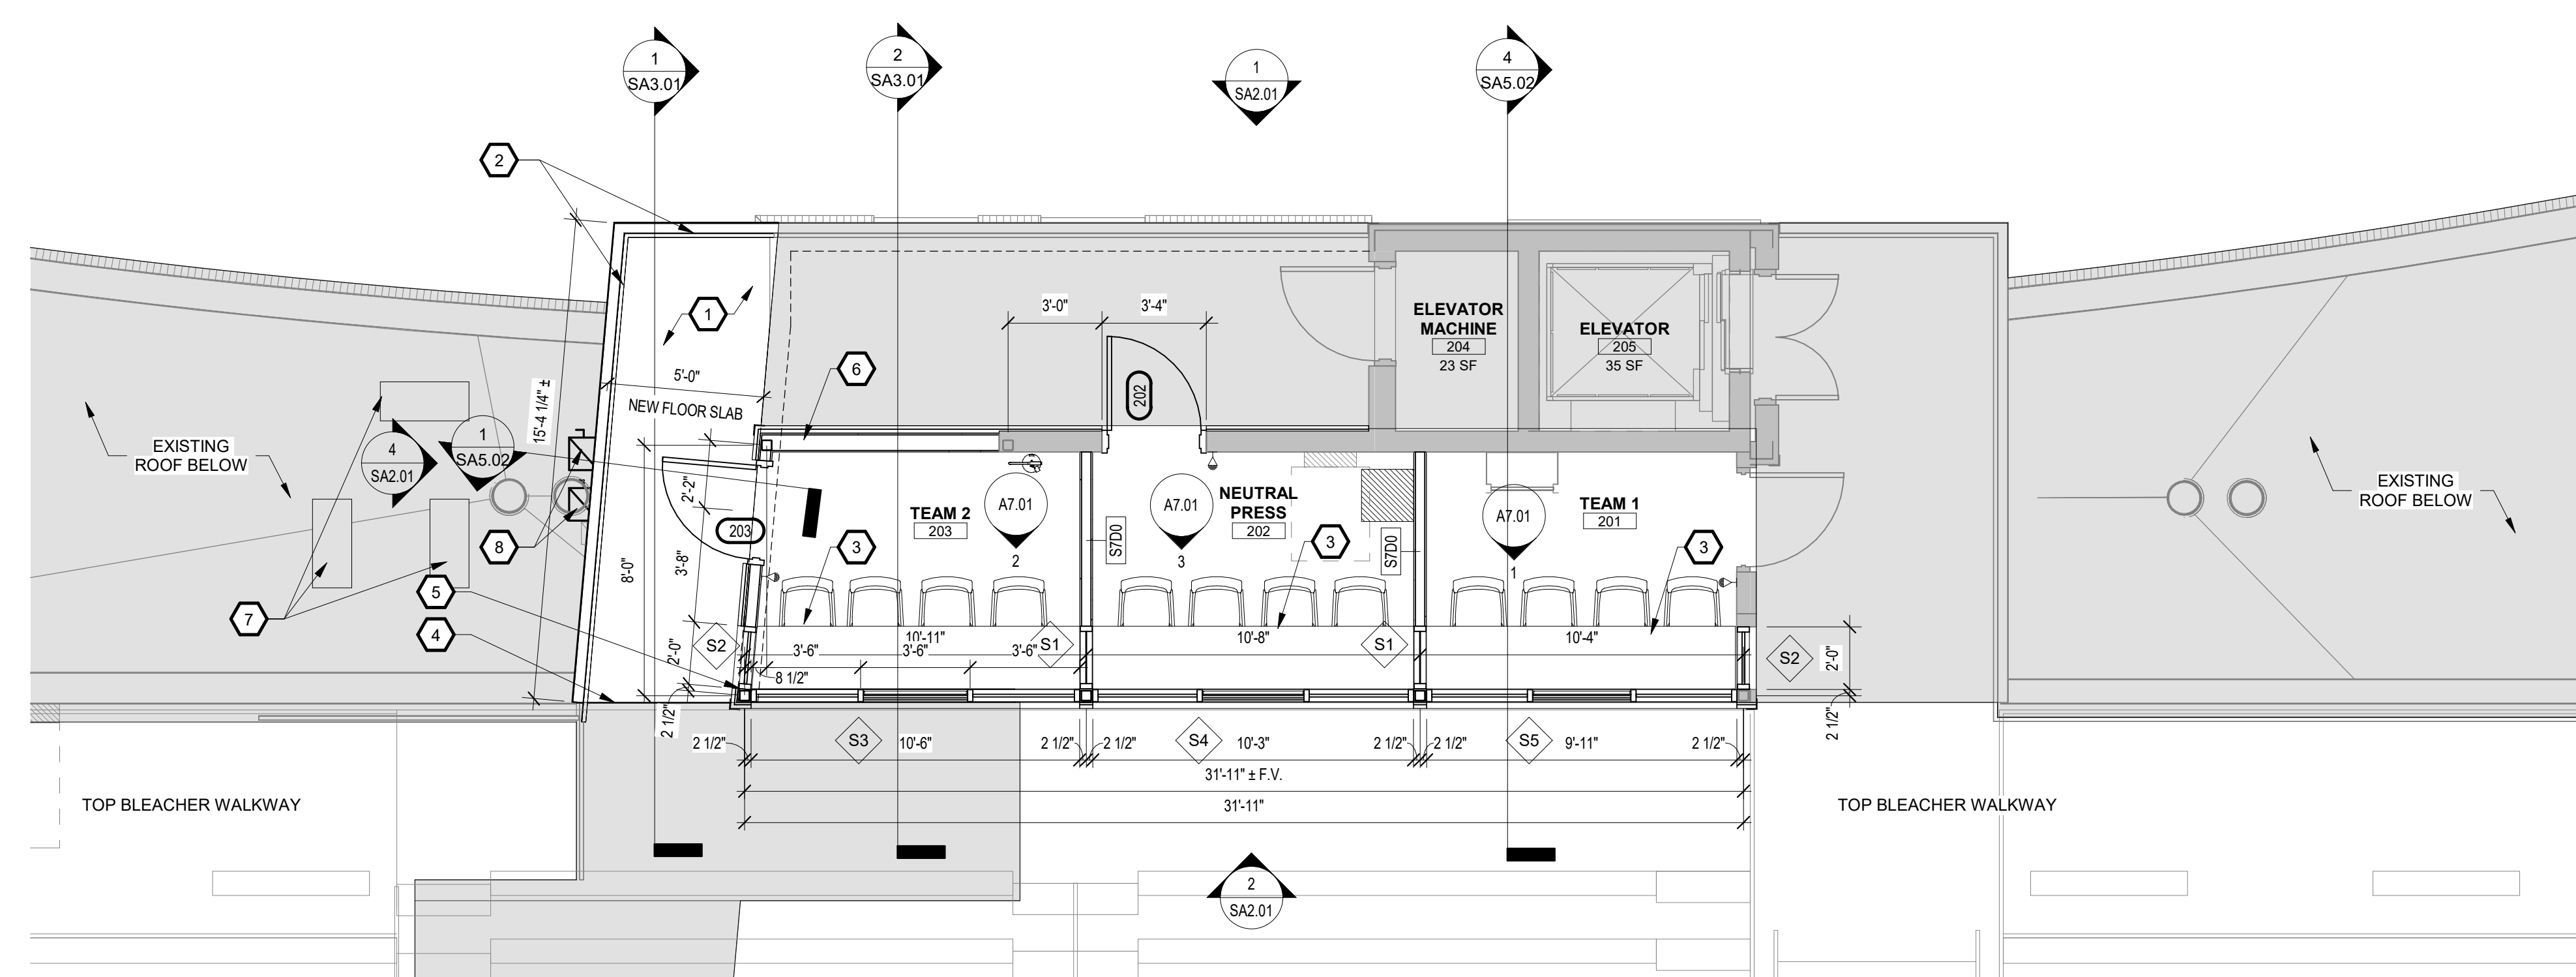 1
SA3.01
2
SA3.01
1
SA2.01
4
SA5.02
2
1
3'-0"
3'-4"
6
5'-0"
NEW FLOOR SLAB
15'-4 1/4" ±
202
ELEVATOR
MACHINE
204
23 SF
ELEVATOR
205
35 SF
EXISTING
ROOF BELOW
4
SA2.01
1
SA5.02
EXISTING
ROOF BELOW
2'-2"
203
8'-0"
3'-8"
2'-0"
2 1/2"
TEAM 2
203
A7.01
2
S7D0
A7.01
3
NEUTRAL
PRESS
202
S7D0
A7.01
1
TEAM 1
201
8
3
3
3
5
7
4
S2
10'-11"
3'-6"
3'-6"
3'-6"
S1
8 1/2"
10'-8"
S1
10'-4"
S2
2'-0"
2 1/2"
2 1/2"
S3
10'-6"
2 1/2"
2 1/2"
S4
10'-3"
2 1/2"
2 1/2"
S5
9'-11"
2 1/2"
31'-11" ± F.V.
31'-11"
TOP BLEACHER WALKWAY
TOP BLEACHER WALKWAY
2
SA2.01